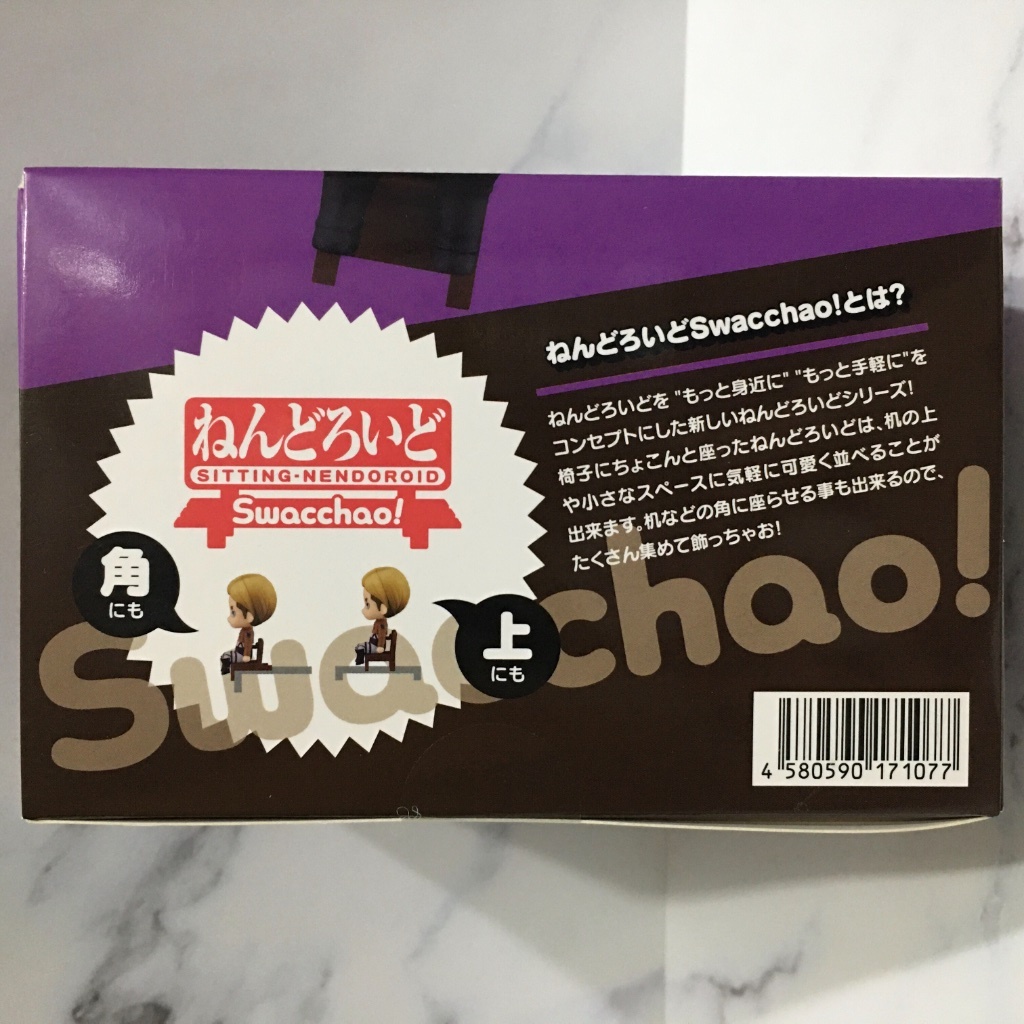 ねんどろいど
SITTING-NENDOROID
Swacchao!
角
にも
上
にも
ねんどろいどSwacchao!とは?
ねんどろいどを "もっと身近に" "もっと手軽に"を
コンセプトにした新しいねんどろいどシリーズ!
椅子にちょこんと座ったねんどろいどは、机の上
や小さなスペースに気軽に可愛く並べることが
出来ます。机などの角に座らせる事も出来るので、
たくさん集めて飾っちゃお!
Swacchao!
4 580590 171077